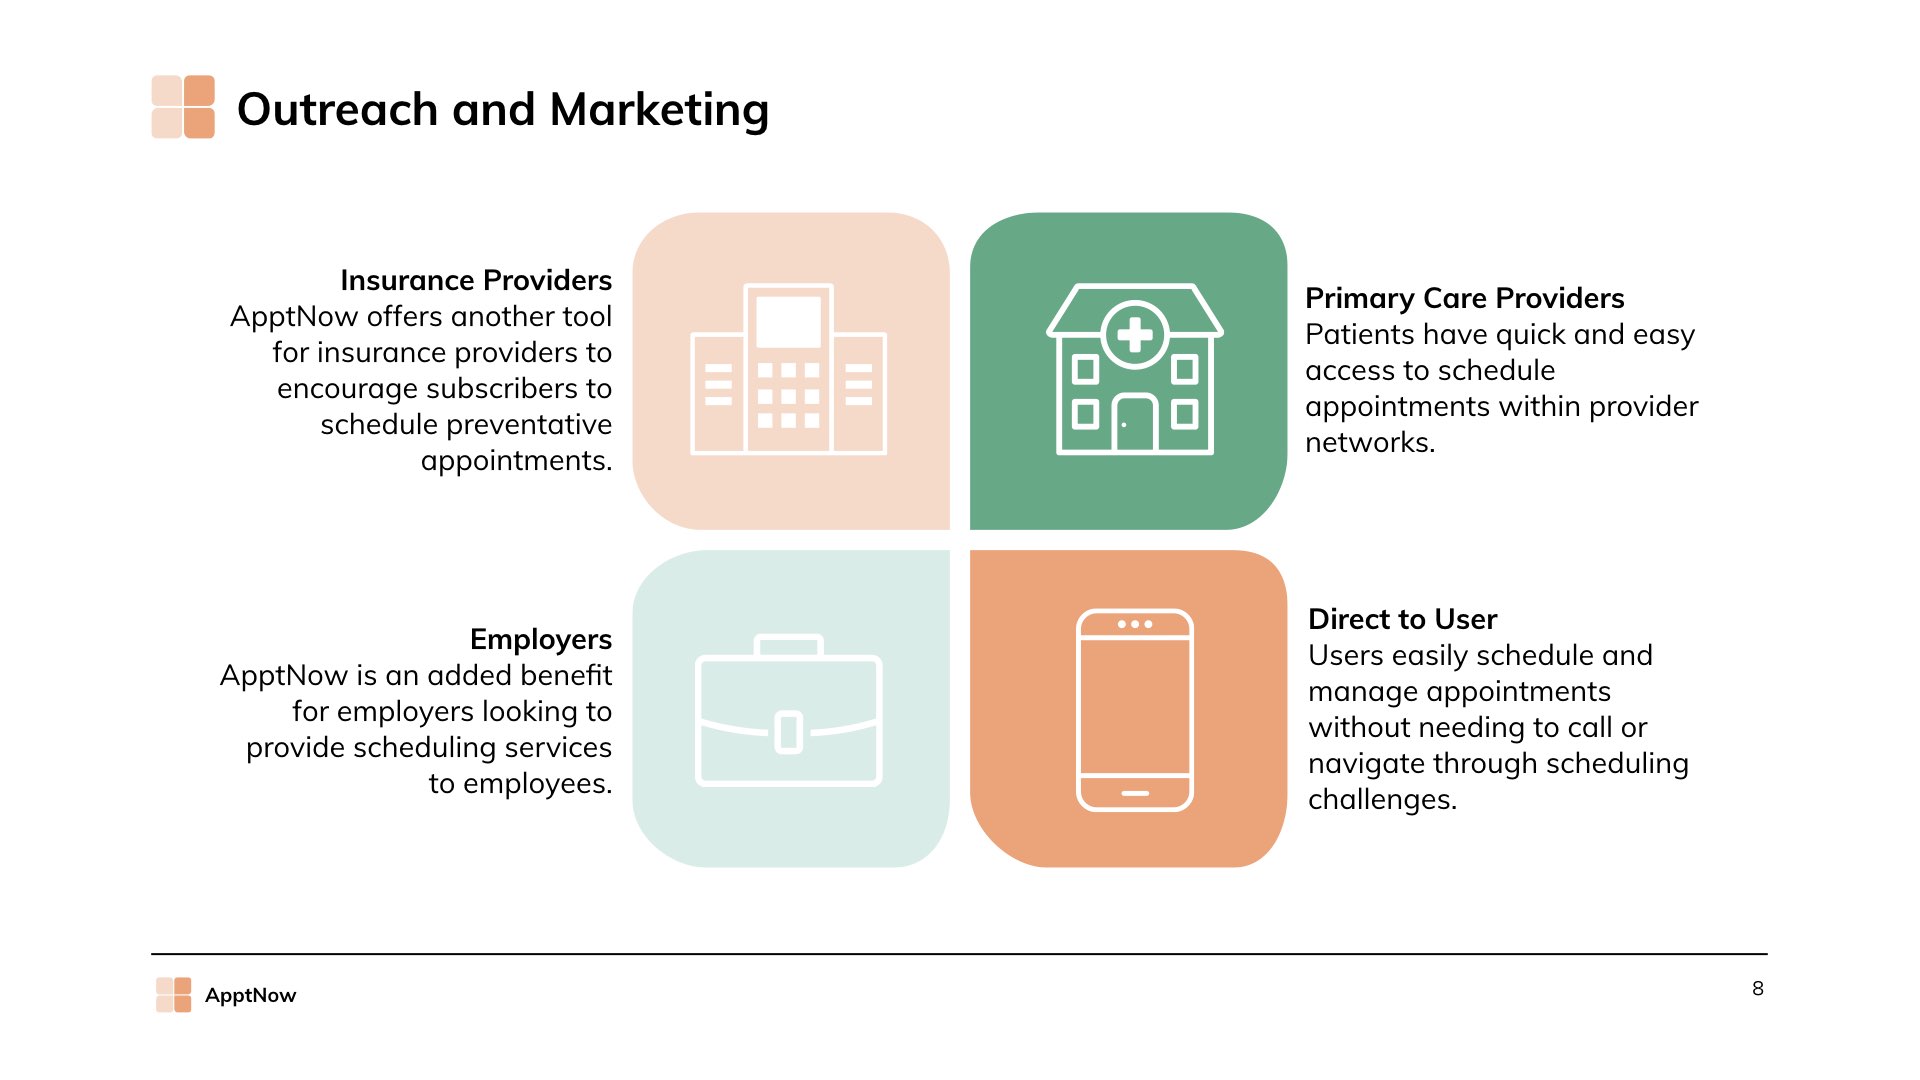 Outreach and Marketing
Insurance Providers
ApptNow offers another tool
for insurance providers to
encourage subscribers to
schedule preventative
appointments.
Primary Care Providers
Patients have quick and easy
access to schedule
appointments within provider
networks.
Employers
ApptNow is an added benefit
for employers looking to
provide scheduling services
to employees.
Direct to User
Users easily schedule and
manage appointments
without needing to call or
navigate through scheduling
challenges.
ApptNow
8